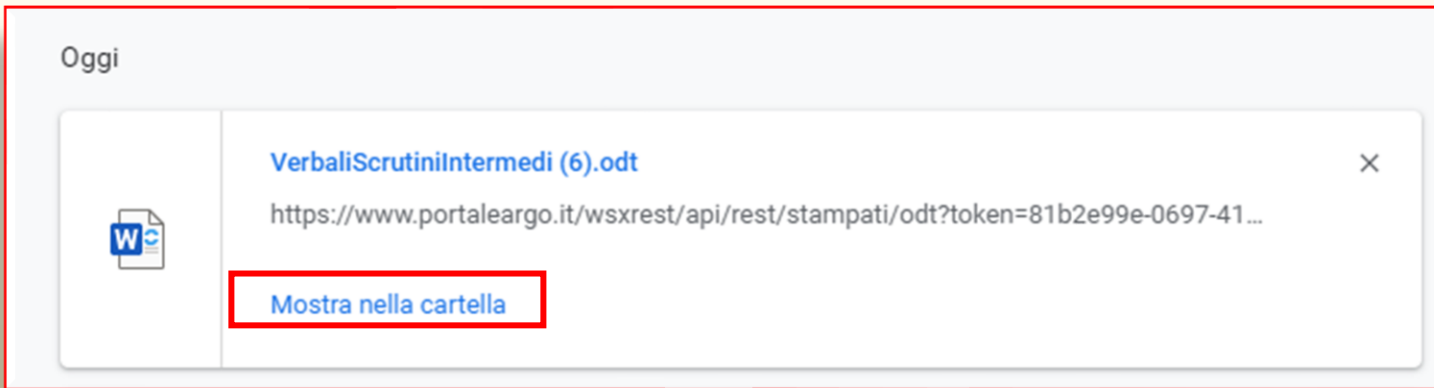 Oggi
VerbaliScrutiniIntermedi (6).odt
https://www.portaleargo.it/wsxrest/api/rest/stampati/odt?token=81b2e99e-0697-41...
W
Mostra nella cartella